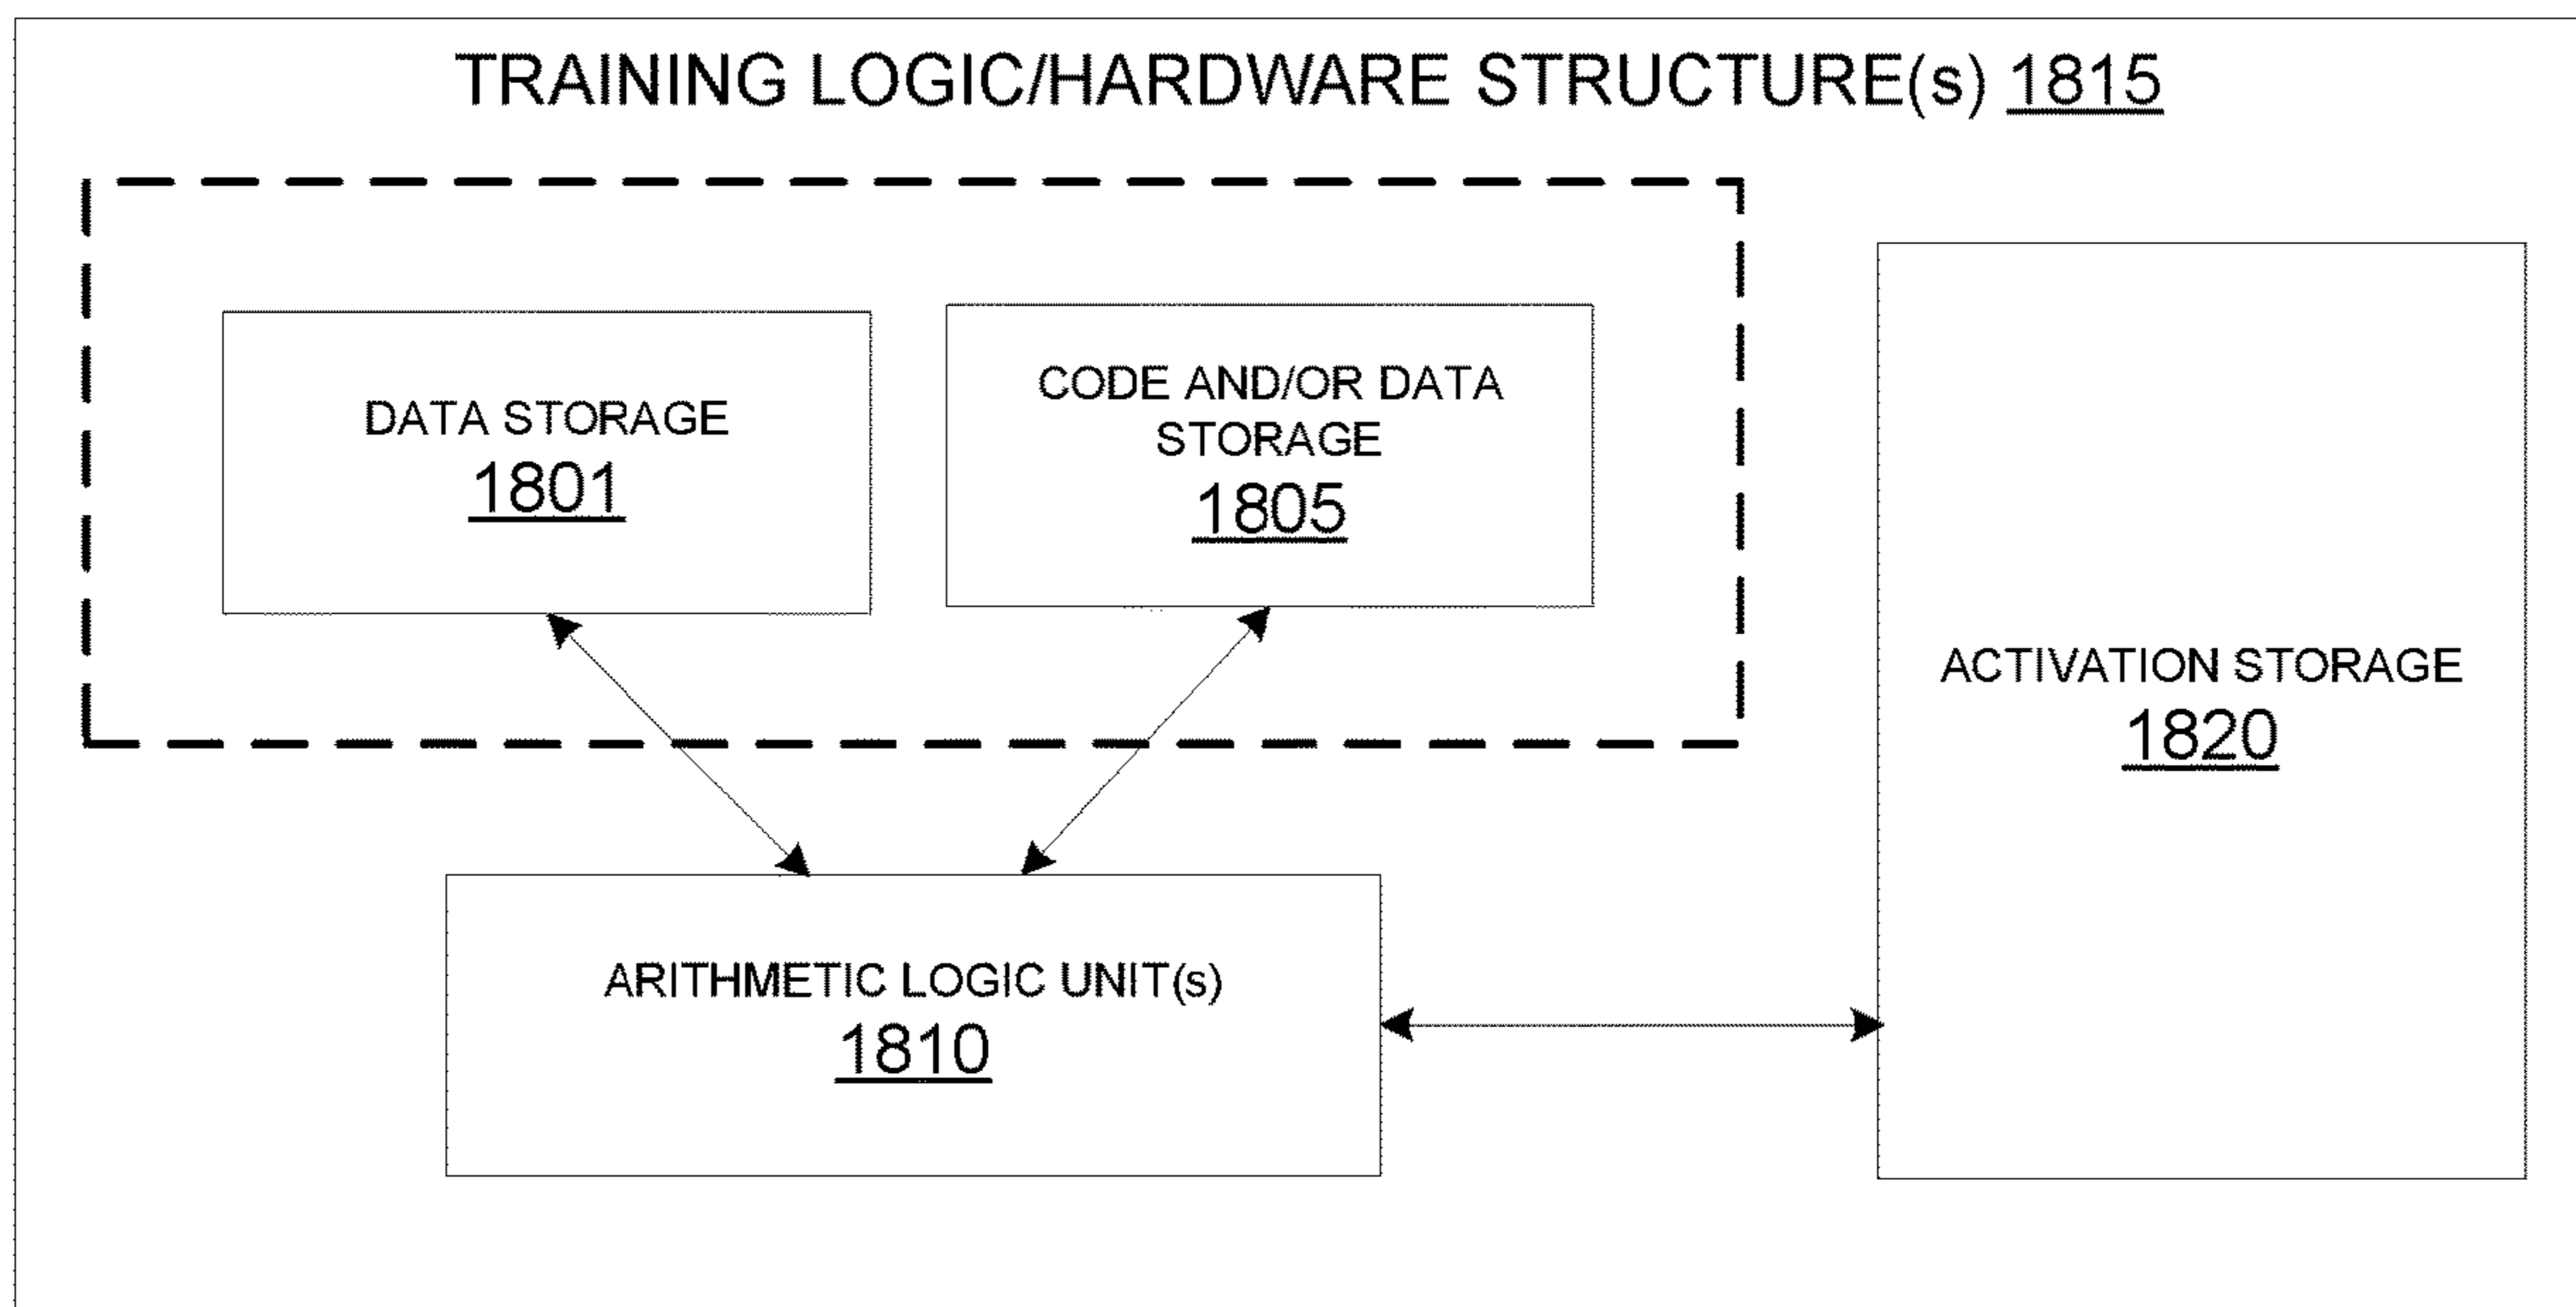 TRAINING LOGIC/HARDWARE STRUCTURE(s) 1815
DATA STORAGE
1801
CODE AND/OR DATA
STORAGE
1805
ACTIVATION STORAGE
1820
ARITHMETIC LOGIC UNIT(s)
1810